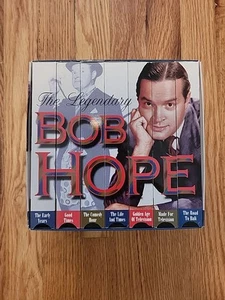 The Legendary
BOB
HOPE
The Early
Years
Good
Times
The Comedy
Hour
The Life
And Times
Golden Age
Of Television
Made For
Television
The Road
To Bali